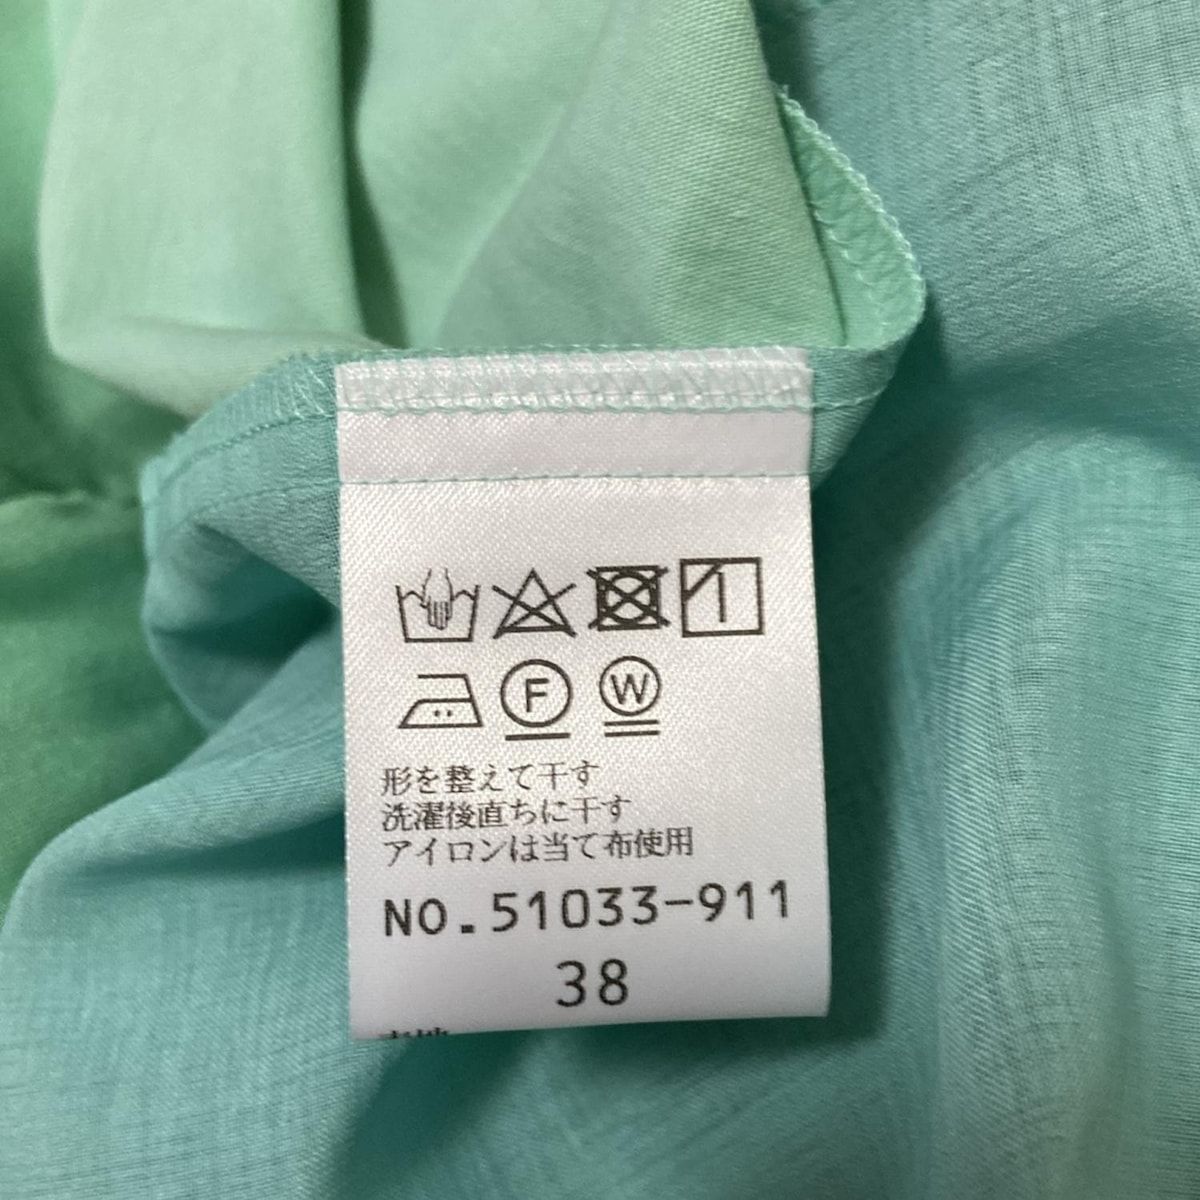 F W
形を整えて干す
洗濯後直ちに干す
アイロンは当て布使用
NO.51033-911
38